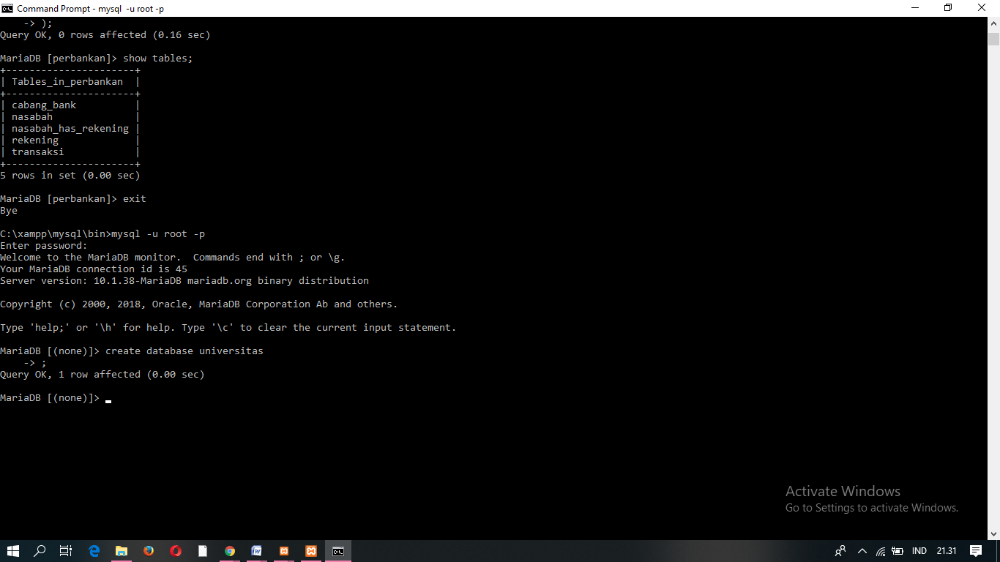 Command Prompt - mysql -u root -p
-> );
Query OK, 0 rows affected (0.16 sec)
MariaDB [perbankan]> show tables;
+----------------------+
| Tables_in_perbankan  |
+----------------------+
| cabang_bank          |
| nasabah              |
| nasabah_has_rekening |
| rekening             |
| transaksi            |
+----------------------+
5 rows in set (0.00 sec)
MariaDB [perbankan]> exit
Bye
C:\xampp\mysql\bin>mysql -u root -p
Enter password:
Welcome to the MariaDB monitor.  Commands end with ; or \g.
Your MariaDB connection id is 45
Server version: 10.1.38-MariaDB mariadb.org binary distribution
Copyright (c) 2000, 2018, Oracle, MariaDB Corporation Ab and others.
Type 'help;' or '\h' for help. Type '\c' to clear the current input statement.
MariaDB [(none)]> create database universitas
-> ;
Query OK, 1 row affected (0.00 sec)
MariaDB [(none)]>
Activate Windows
Go to Settings to activate Windows.
IND 21.31